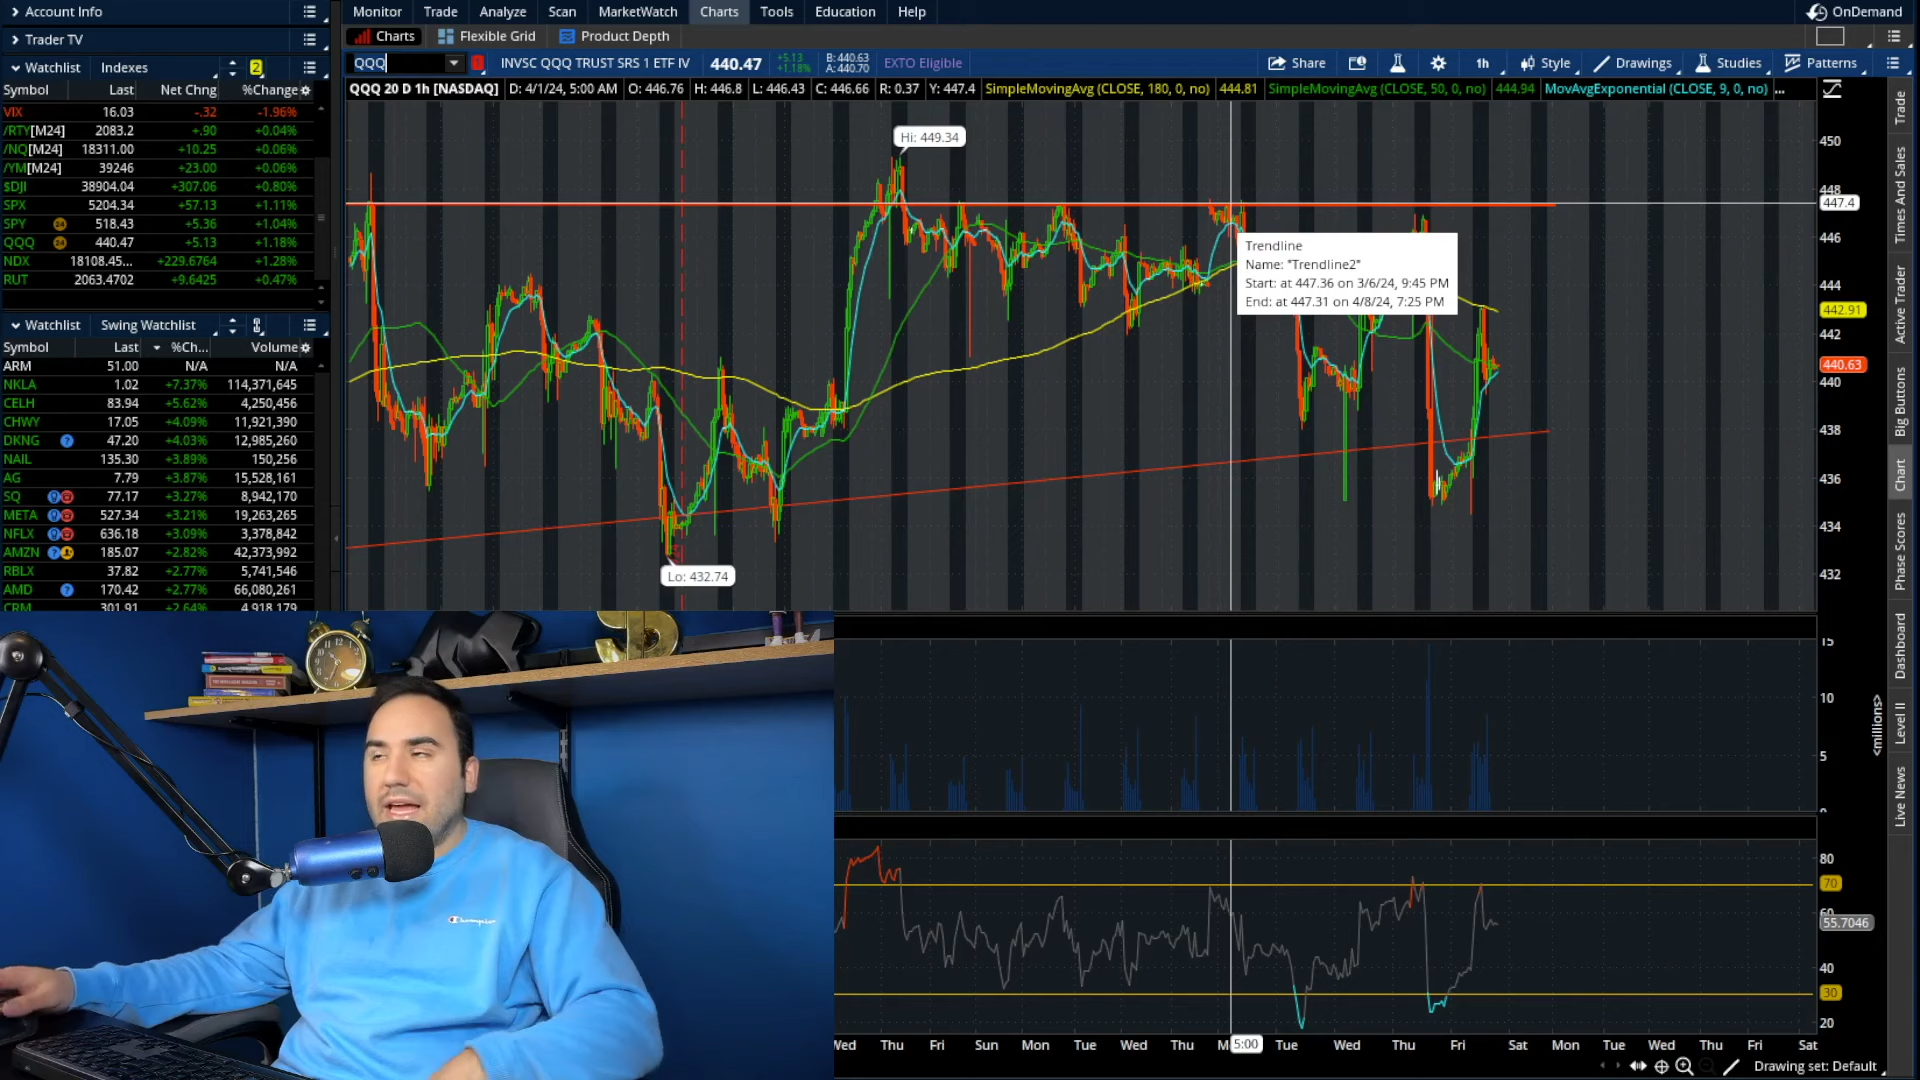 Account Info
Trader TV
Watchlist Indexes 2
Symbol Last Net Chng %Change
VIX 16.03 -.32 -1.96%
/RTY[M24] 2083.2 +.90 +0.04%
/NQ[M24] 18311.00 +10.25 +0.06%
/YM[M24] 39246 +23.00 +0.06%
$DJI 38904.04 +307.06 +0.80%
SPX 5204.34 +57.13 +1.11%
SPY 518.43 +5.36 +1.04%
QQQ 440.47 +5.13 +1.18%
NDX 18108.45... +229.6764 +1.28%
RUT 2063.4702 +9.6425 +0.47%
Watchlist Swing Watchlist
Symbol Last %Ch... Volume
ARM 51.00 N/A N/A
NKLA 1.02 +7.37% 114,371,645
CELH 83.94 +5.62% 4,250,456
CHWY 17.05 +4.09% 11,921,390
DKNG 47.20 +4.03% 12,985,260
NAIL 135.30 +3.89% 150,256
AG 7.79 +3.87% 15,528,161
SQ 77.17 +3.27% 8,942,170
META 527.34 +3.21% 19,263,265
NFLX 636.18 +3.09% 3,378,842
AMZN 185.07 +2.82% 42,373,992
RBLX 37.82 +2.77% 5,741,546
AMD 170.42 +2.77% 66,080,261
CRM 301.91 +2.64% 4,918,179
Monitor Trade Analyze Scan MarketWatch Charts Tools Education Help OnDemand
Charts Flexible Grid Product Depth
QQQ INVSC QQQ TRUST SRS 1 ETF IV 440.47 +5.13 +1.18% B: 440.63 A: 440.70 EXTO Eligible Share 1h Style Drawings Studies Patterns
QQQ 20 D 1h [NASDAQ] D: 4/1/24, 5:00 AM O: 446.76 H: 446.8 L: 446.43 C: 446.66 R: 0.37 Y: 447.4 SimpleMovingAvg (CLOSE, 180, 0, no) 444.81 SimpleMovingAvg (CLOSE, 50, 0, no) 444.94 MovAvgExponential (CLOSE, 9, 0, no) ...
Hi: 449.34
Trendline
Name: "Trendline2"
Start: at 447.36 on 3/6/24, 9:45 PM
End: at 447.31 on 4/8/24, 7:25 PM
Lo: 432.74
450
448
447.4
446
444
442.91
442
440.63
440
438
436
434
432
15
10
5
0
<millions>
80
70
60
55.7046
40
30
20
Wed Thu Fri Sun Mon Tue Wed Thu M 5:00 Tue Wed Thu Fri Sat Mon Tue Wed Thu Fri Sat
Drawing set: Default
Trade
Times And Sales
Active Trader
Big Buttons
Chart
Phase Scores
Dashboard
Level II
Live News
Champion